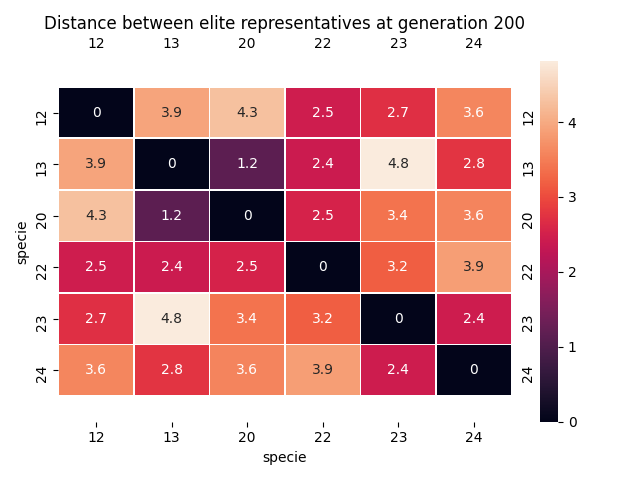 Distance between elite representatives at generation 200
12 13 20 22 23 24
12 0 3.9 4.3 2.5 2.7 3.6 12
13 3.9 0 1.2 2.4 4.8 2.8 13
20 4.3 1.2 0 2.5 3.4 3.6 20
22 2.5 2.4 2.5 0 3.2 3.9 22
23 2.7 4.8 3.4 3.2 0 2.4 23
24 3.6 2.8 3.6 3.9 2.4 0 24
12 13 20 22 23 24
specie
specie
4
3
2
1
0